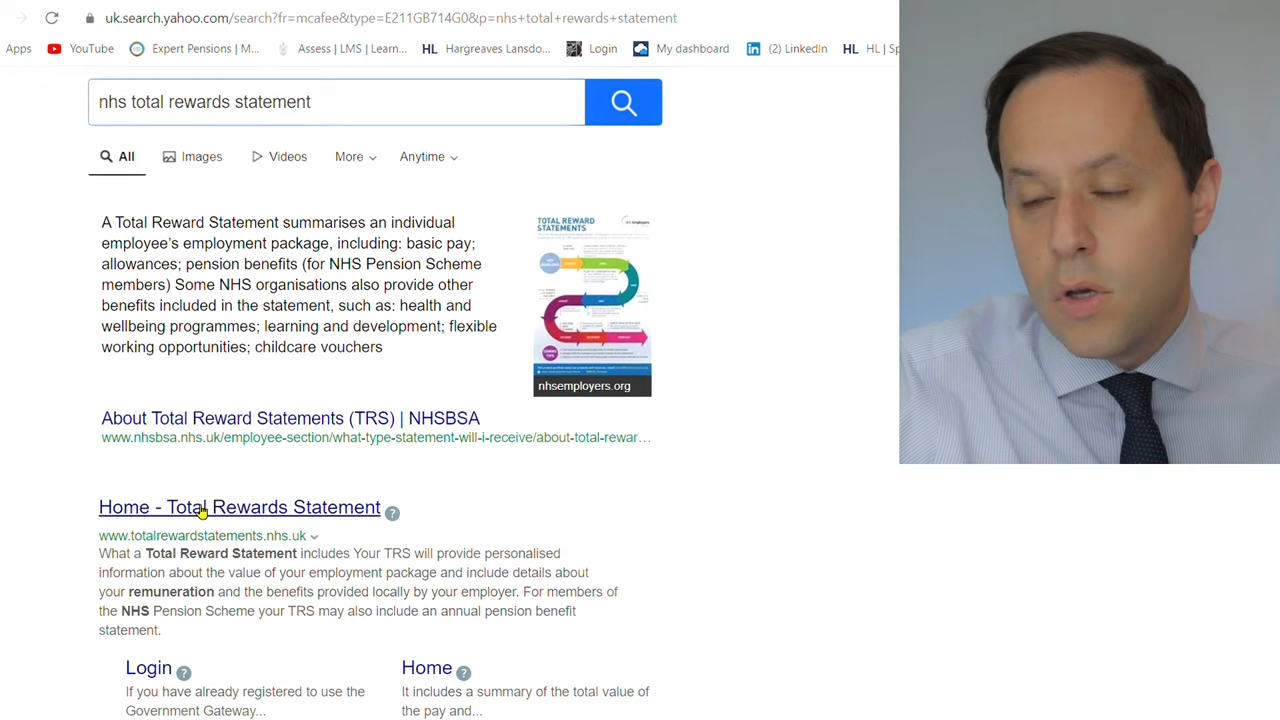 uk.search.yahoo.com/search?fr=mcafee&type=E211GB714G0&p=nhs+total+rewards+statement
Apps YouTube Expert Pensions | M... Assess | LMS | Learn... HL Hargreaves Lansdo... Login My dashboard in (2) LinkedIn HL HL | Sp
nhs total rewards statement
All Images Videos More Anytime
A Total Reward Statement summarises an individual
employee's employment package, including: basic pay;
allowances; pension benefits (for NHS Pension Scheme
members) Some NHS organisations also provide other
benefits included in the statement, such as: health and
wellbeing programmes; learning and development; flexible
working opportunities; childcare vouchers
TOTAL REWARD
STATEMENTS
nhsemployers.org
About Total Reward Statements (TRS) | NHSBSA
www.nhsbsa.nhs.uk/employee-section/what-type-statement-will-i-receive/about-total-rewar...
Home - Total Rewards Statement ?
www.totalrewardstatements.nhs.uk
What a Total Reward Statement includes Your TRS will provide personalised
information about the value of your employment package and include details about
your remuneration and the benefits provided locally by your employer. For members of
the NHS Pension Scheme your TRS may also include an annual pension benefit
statement.
Login ?
If you have already registered to use the
Government Gateway...
Home ?
It includes a summary of the total value of
the pay and...